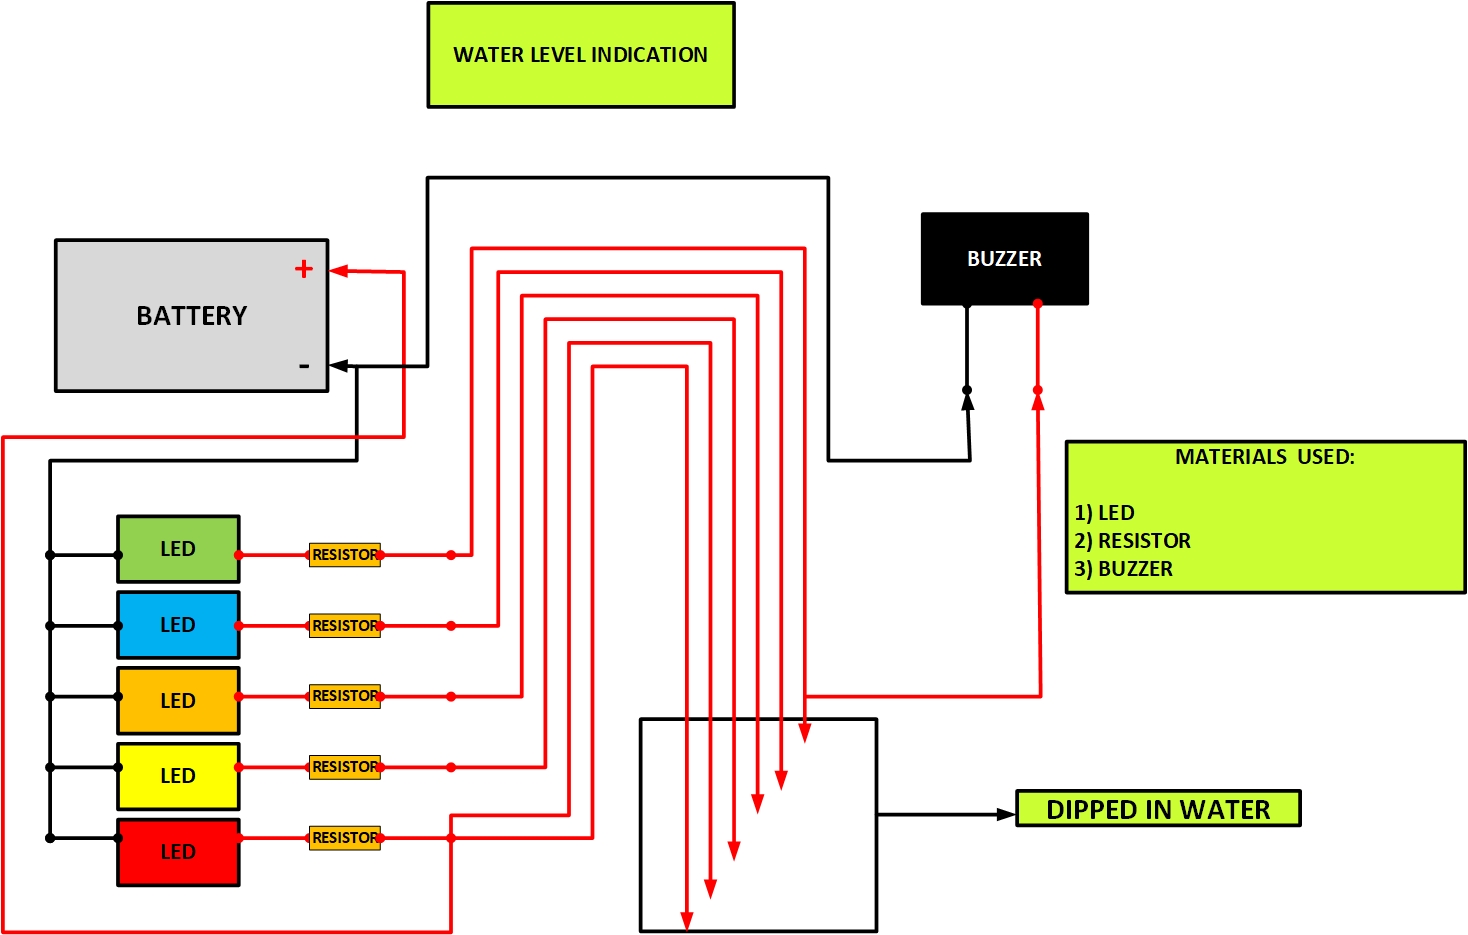 WATER LEVEL INDICATION
BUZZER
+
BATTERY
-
MATERIALS USED:
1) LED
2) RESISTOR
3) BUZZER
LED
RESISTOR
LED
RESISTOR
LED
RESISTOR
LED
RESISTOR
LED
RESISTOR
DIPPED IN WATER